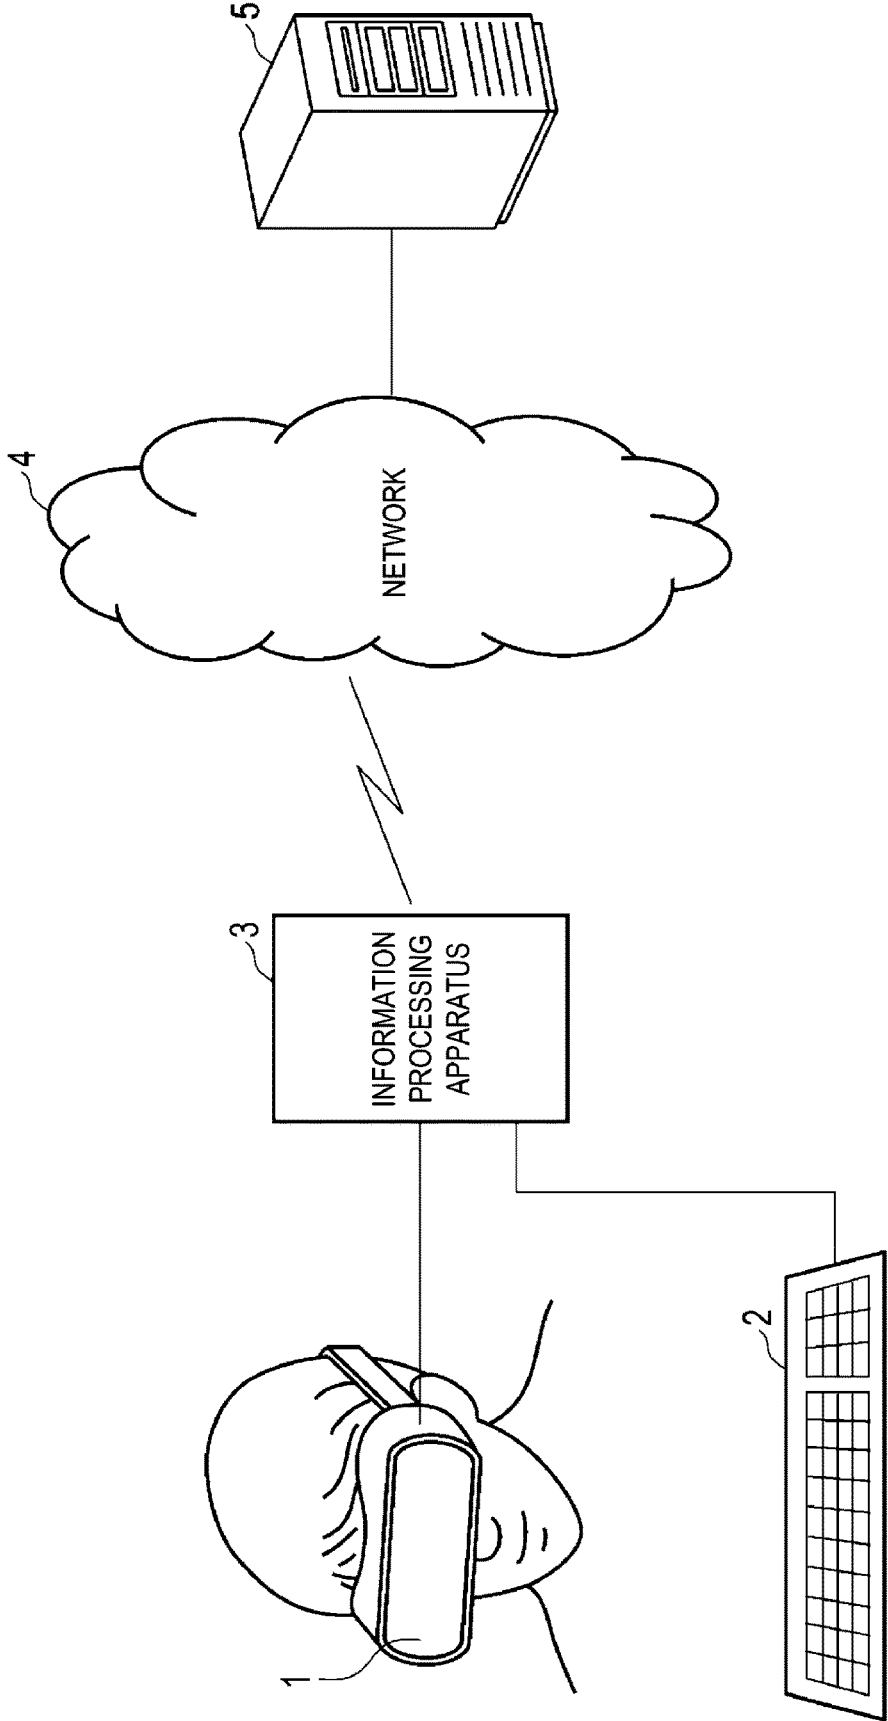 1
2
3
INFORMATION
PROCESSING
APPARATUS
4
NETWORK
5